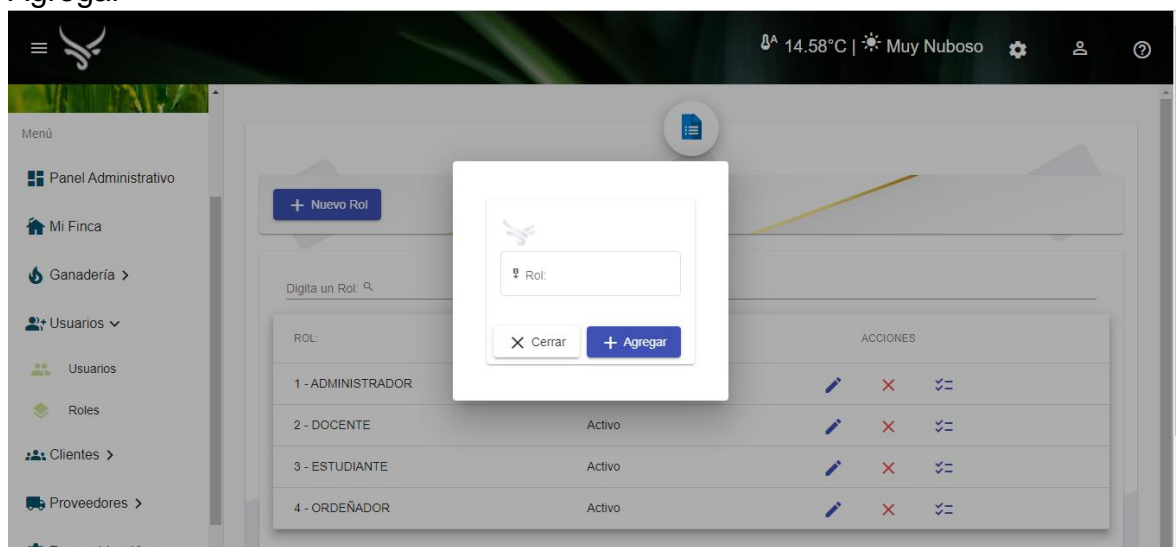 Agregar
14.58°C | Muy Nuboso
Menú
Panel Administrativo
Mi Finca
Ganadería >
Usuarios
Usuarios
Roles
Clientes >
Proveedores >
+ Nuevo Rol
Digita un Rol:
ROL: ACCIONES
1 - ADMINISTRADOR
2 - DOCENTE Activo
3 - ESTUDIANTE Activo
4 - ORDEÑADOR Activo
Rol:
Cerrar + Agregar